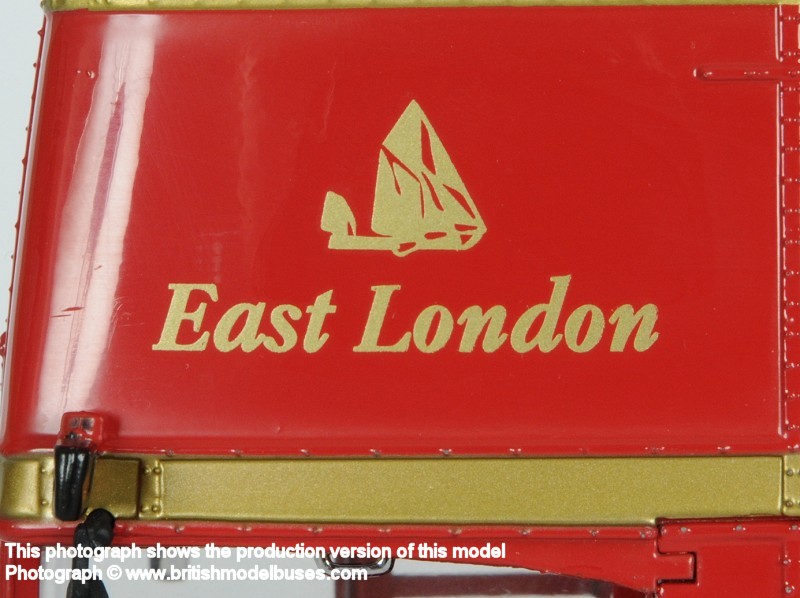 East London
This photograph shows the production version of this model
Photograph © www.britishmodelbuses.com